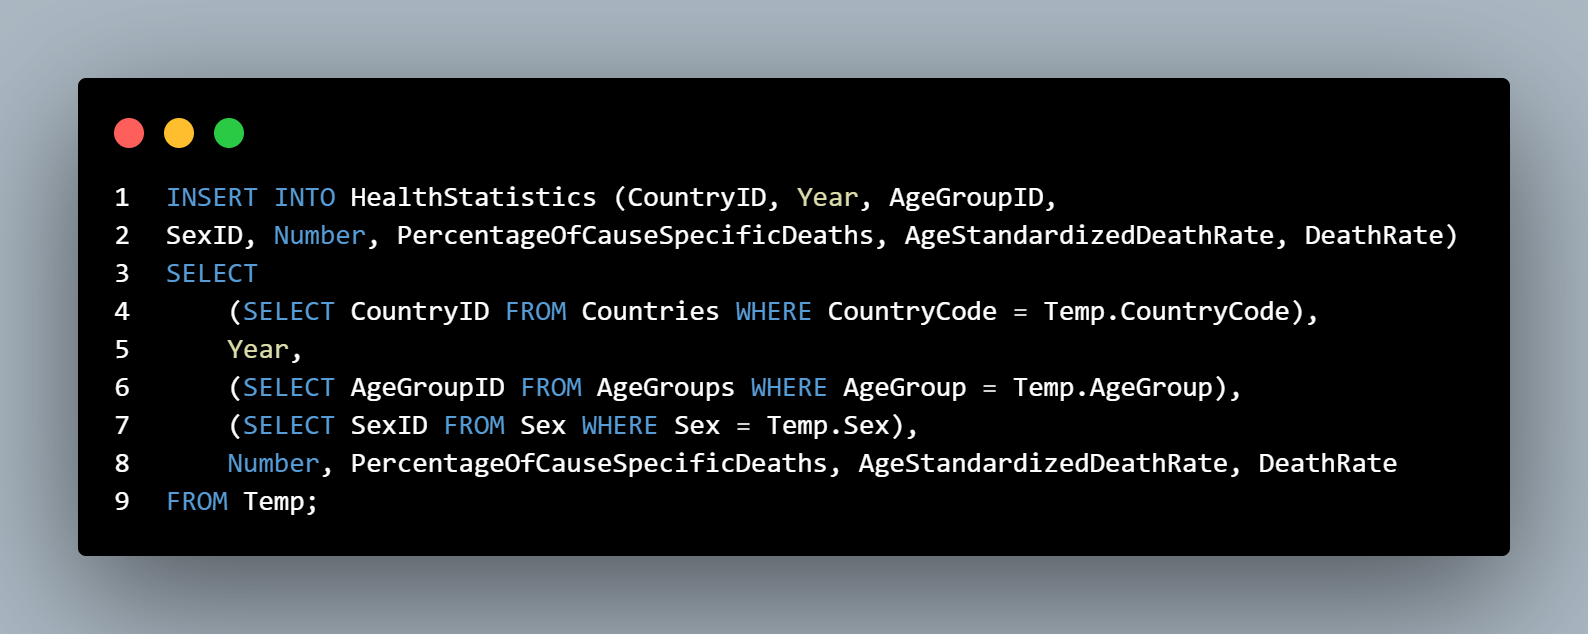 1 INSERT INTO HealthStatistics (CountryID, Year, AgeGroupID,
2 SexID, Number, PercentageOfCauseSpecificDeaths, AgeStandardizedDeathRate, DeathRate)
3 SELECT
4     (SELECT CountryID FROM Countries WHERE CountryCode = Temp.CountryCode),
5     Year,
6     (SELECT AgeGroupID FROM AgeGroups WHERE AgeGroup = Temp.AgeGroup),
7     (SELECT SexID FROM Sex WHERE Sex = Temp.Sex),
8     Number, PercentageOfCauseSpecificDeaths, AgeStandardizedDeathRate, DeathRate
9 FROM Temp;